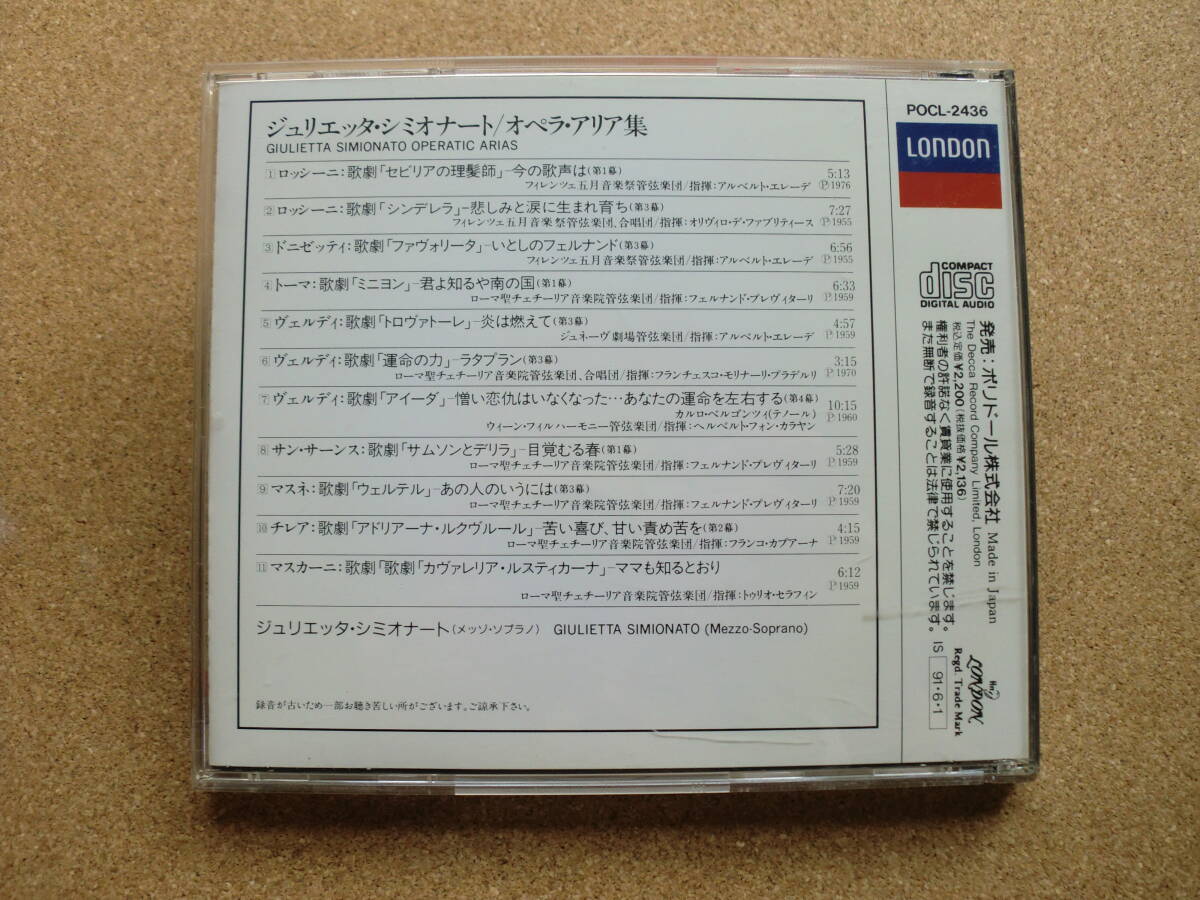 ジュリエッタ・シミオナート/オペラ・アリア集
GIULIETTA SIMIONATO OPERATIC ARIAS
1 ロッシーニ:歌劇「セビリアの理髪師」–今の歌声は(第1幕) 5:13
フィレンツェ五月音楽祭管弦楽団/指揮:アルベルト・エレーデ ℗1976
2 ロッシーニ:歌劇「シンデレラ」–悲しみと涙に生まれ育ち(第3幕) 7:27
フィレンツェ五月音楽祭管弦楽団、合唱団/指揮:オリヴィロ・デ・ファブリティース ℗1955
3 ドニゼッティ:歌劇「ファヴォリータ」–いとしのフェルナンド(第3幕) 6:56
フィレンツェ五月音楽祭管弦楽団/指揮:アルベルト・エレーデ ℗1955
4 トーマ:歌劇「ミニヨン」–君よ知るや南の国(第1幕) 6:33
ローマ聖チェチーリア音楽院管弦楽団/指揮:フェルナンド・プレヴィターリ ℗1959
5 ヴェルディ:歌劇「トロヴァトーレ」–炎は燃えて(第3幕) 4:57
ジュネーヴ劇場管弦楽団/指揮:アルベルト・エレーデ ℗1959
6 ヴェルディ:歌劇「運命の力」–ラタプラン(第3幕) 3:15
ローマ聖チェチーリア音楽院管弦楽団、合唱団/指揮:フランチェスコ・モリナーリ・プラデルリ ℗1970
7 ヴェルディ:歌劇「アイーダ」–憎い恋仇はいなくなった…あなたの運命を左右する(第4幕) 10:15
カルロ・ベルゴンツィ(テノール) ℗1960
ウィーン・フィルハーモニー管弦楽団/指揮:ヘルベルト・フォン・カラヤン
8 サン・サーンス:歌劇「サムソンとデリラ」–目覚むる春(第1幕) 5:28
ローマ聖チェチーリア音楽院管弦楽団/指揮:フェルナンド・プレヴィターリ ℗1959
9 マスネ:歌劇「ウェルテル」–あの人のいうには(第3幕) 7:20
ローマ聖チェチーリア音楽院管弦楽団/指揮:フェルナンド・プレヴィターリ ℗1959
10 チレア:歌劇「アドリアーナ・ルクヴルール」–苦い喜び、甘い責め苦を(第2幕) 4:15
ローマ聖チェチーリア音楽院管弦楽団/指揮:フランコ・カプアーナ ℗1959
11 マスカーニ:歌劇「歌劇「カヴァレリア・ルスティカーナ」–ママも知るとおり 6:12
ローマ聖チェチーリア音楽院管弦楽団/指揮:トゥリオ・セラフィン ℗1959
ジュリエッタ・シミオナート(メッゾ・ソプラノ) GIULIETTA SIMIONATO (Mezzo-Soprano)
録音が古いため一部お聴き苦しい所がございます。ご諒承下さい。
POCL-2436
LONDON
COMPACT
disc
DIGITAL AUDIO
発売:ポリドール株式会社 Made in Japan
The Decca Record Company Limited, London
税込定価¥2,200(税抜価格¥2,136)
権利者の許諾なく賃貸業に使用することを禁じます。
また無断で録音することは法律で禁じられています。
IS 91・6・1
LONDON
Regd. Trade Mark